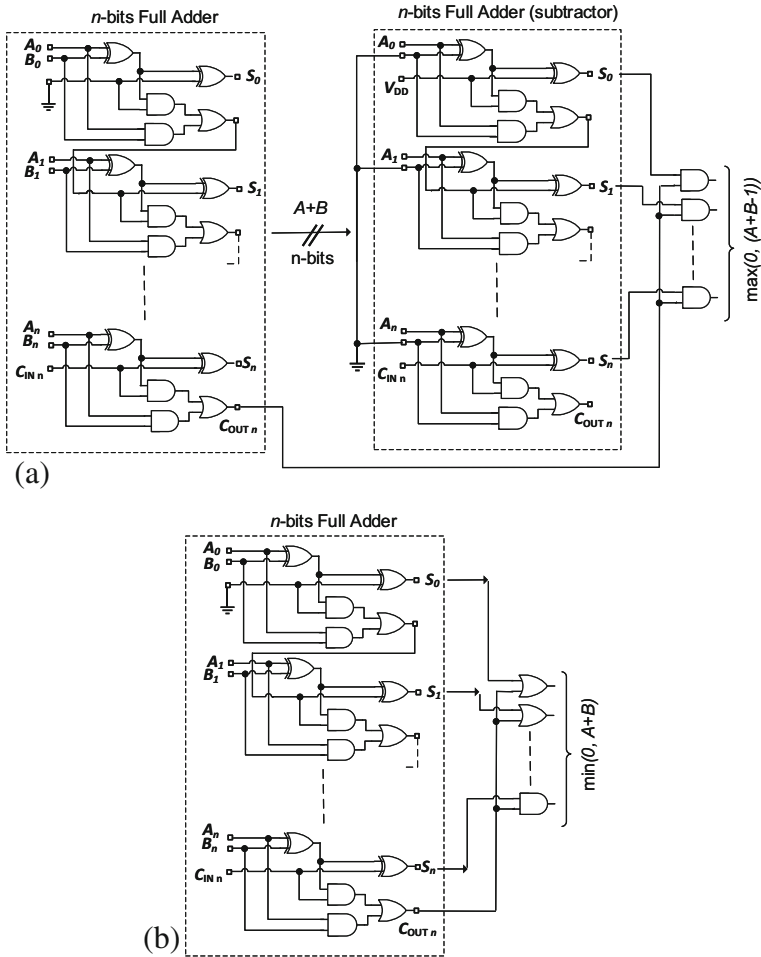 n-bits Full Adder
A0
B0
S0
A1
B1
S1
An
Bn
CIN n
Sn
COUT n
A+B
n-bits
n-bits Full Adder (subtractor)
A0
VDD
S0
A1
S1
An
CIN n
Sn
COUT n
max(0, (A+B-1))
(a)
n-bits Full Adder
A0
B0
S0
A1
B1
S1
An
Bn
CIN n
Sn
COUT n
min(0, A+B)
(b)